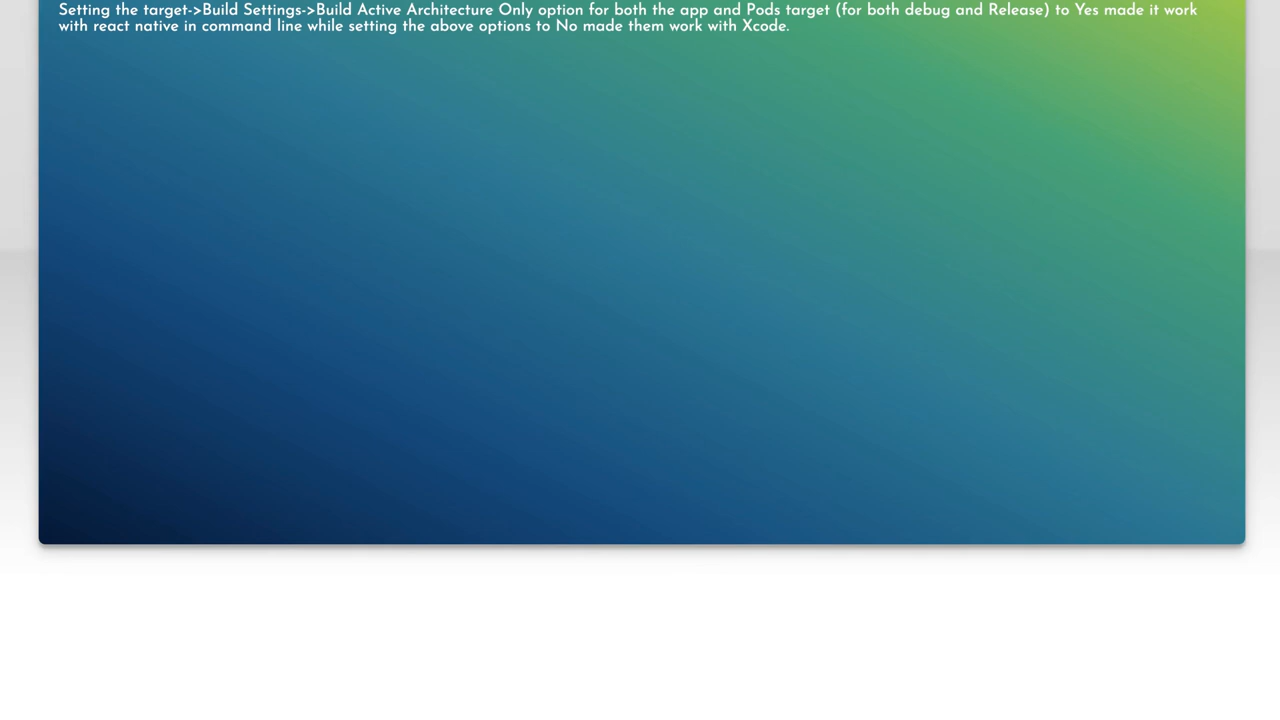 Setting the target->Build Settings->Build Active Architecture Only option for both the app and Pods target (for both debug and Release) to Yes made it work
with react native in command line while setting the above options to No made them work with Xcode.